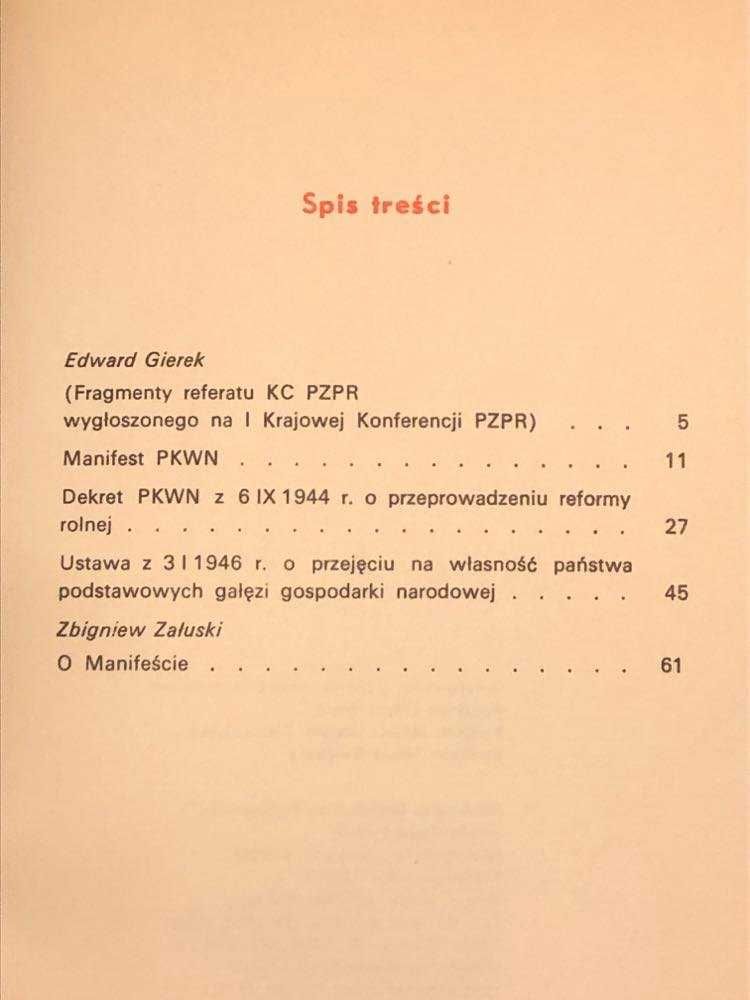 Spis treści
Edward Gierek
(Fragmenty referatu KC PZPR
wygłoszonego na I Krajowej Konferencji PZPR) . . . 5
Manifest PKWN . . . . . . . . . . . . . . . 11
Dekret PKWN z 6 IX 1944 r. o przeprowadzeniu reformy
rolnej . . . . . . . . . . . . . . . . . . . 27
Ustawa z 3 I 1946 r. o przejęciu na własność państwa
podstawowych gałęzi gospodarki narodowej . . . . . 45
Zbigniew Załuski
O Manifeście . . . . . . . . . . . . . . . . 61